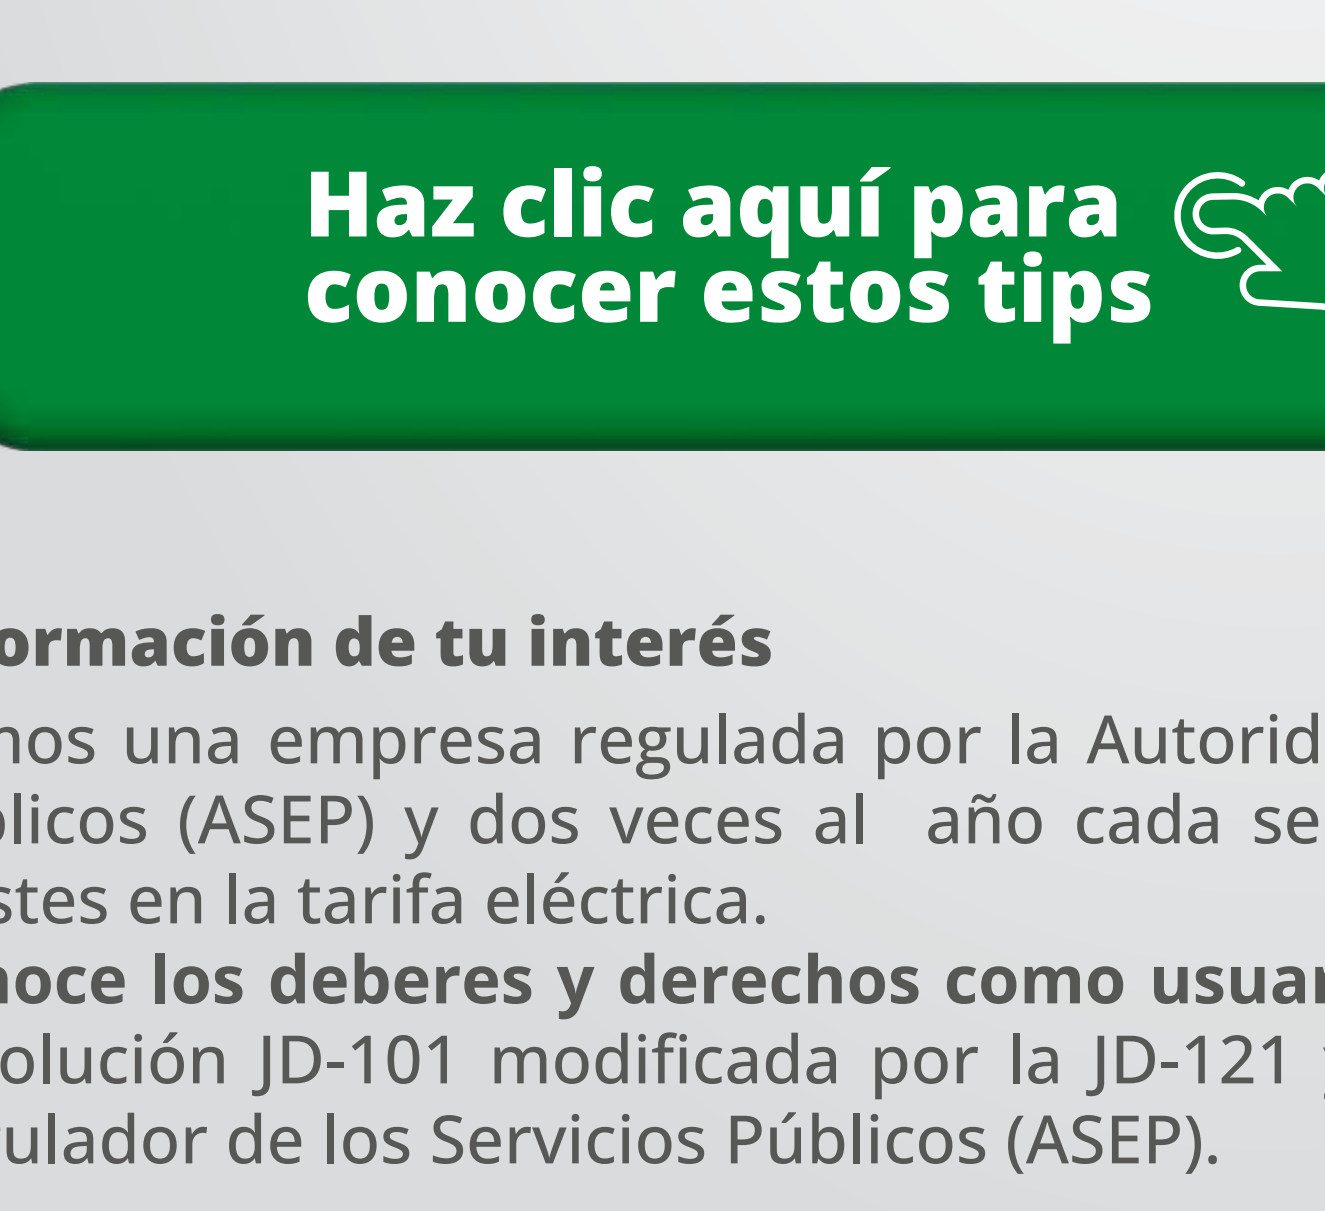 Haz clic aquí para
conocer estos tips
ormación de tu interés
nos una empresa regulada por la Autorid
licos (ASEP) y dos veces al año cada se
stes en la tarifa eléctrica.
noce los deberes y derechos como usuar
olución JD-101 modificada por la JD-121 y
ulador de los Servicios Públicos (ASEP).